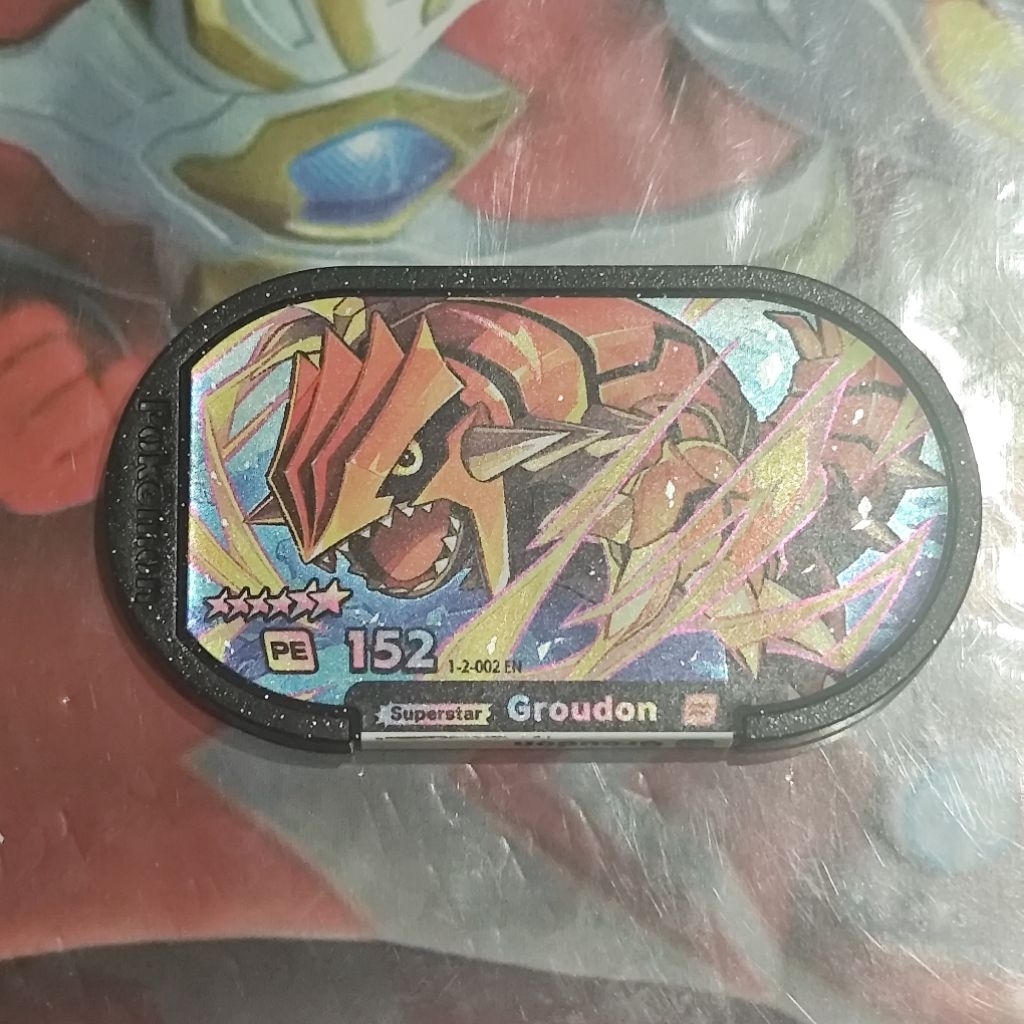 Pokémon
PE 152 1-2-002 EN
Superstar Groudon